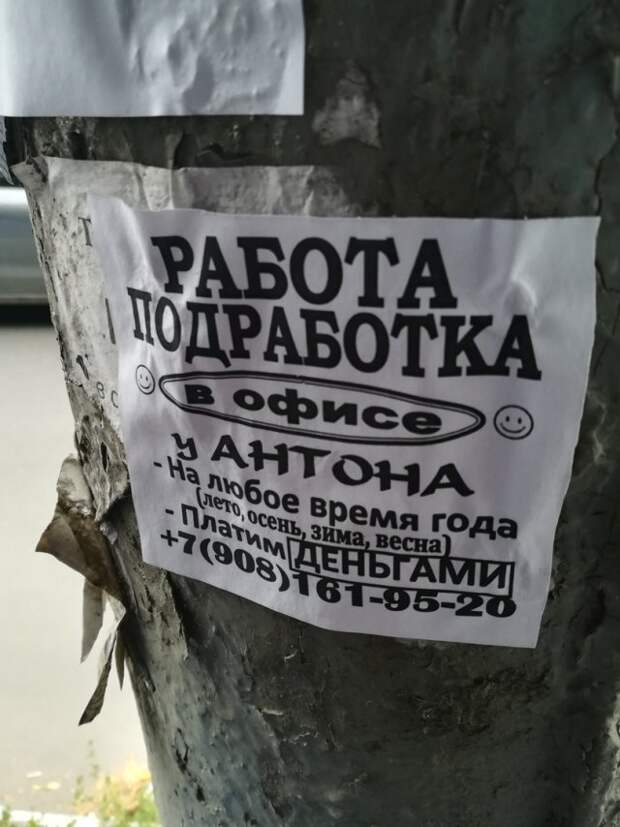 РАБОТА
ПОДРАБОТКА
в офисе
у АНТОНА
- На любое время года
(лето, осень, зима, весна)
- Платим ДЕНЬГАМИ
+7(908)161-95-20